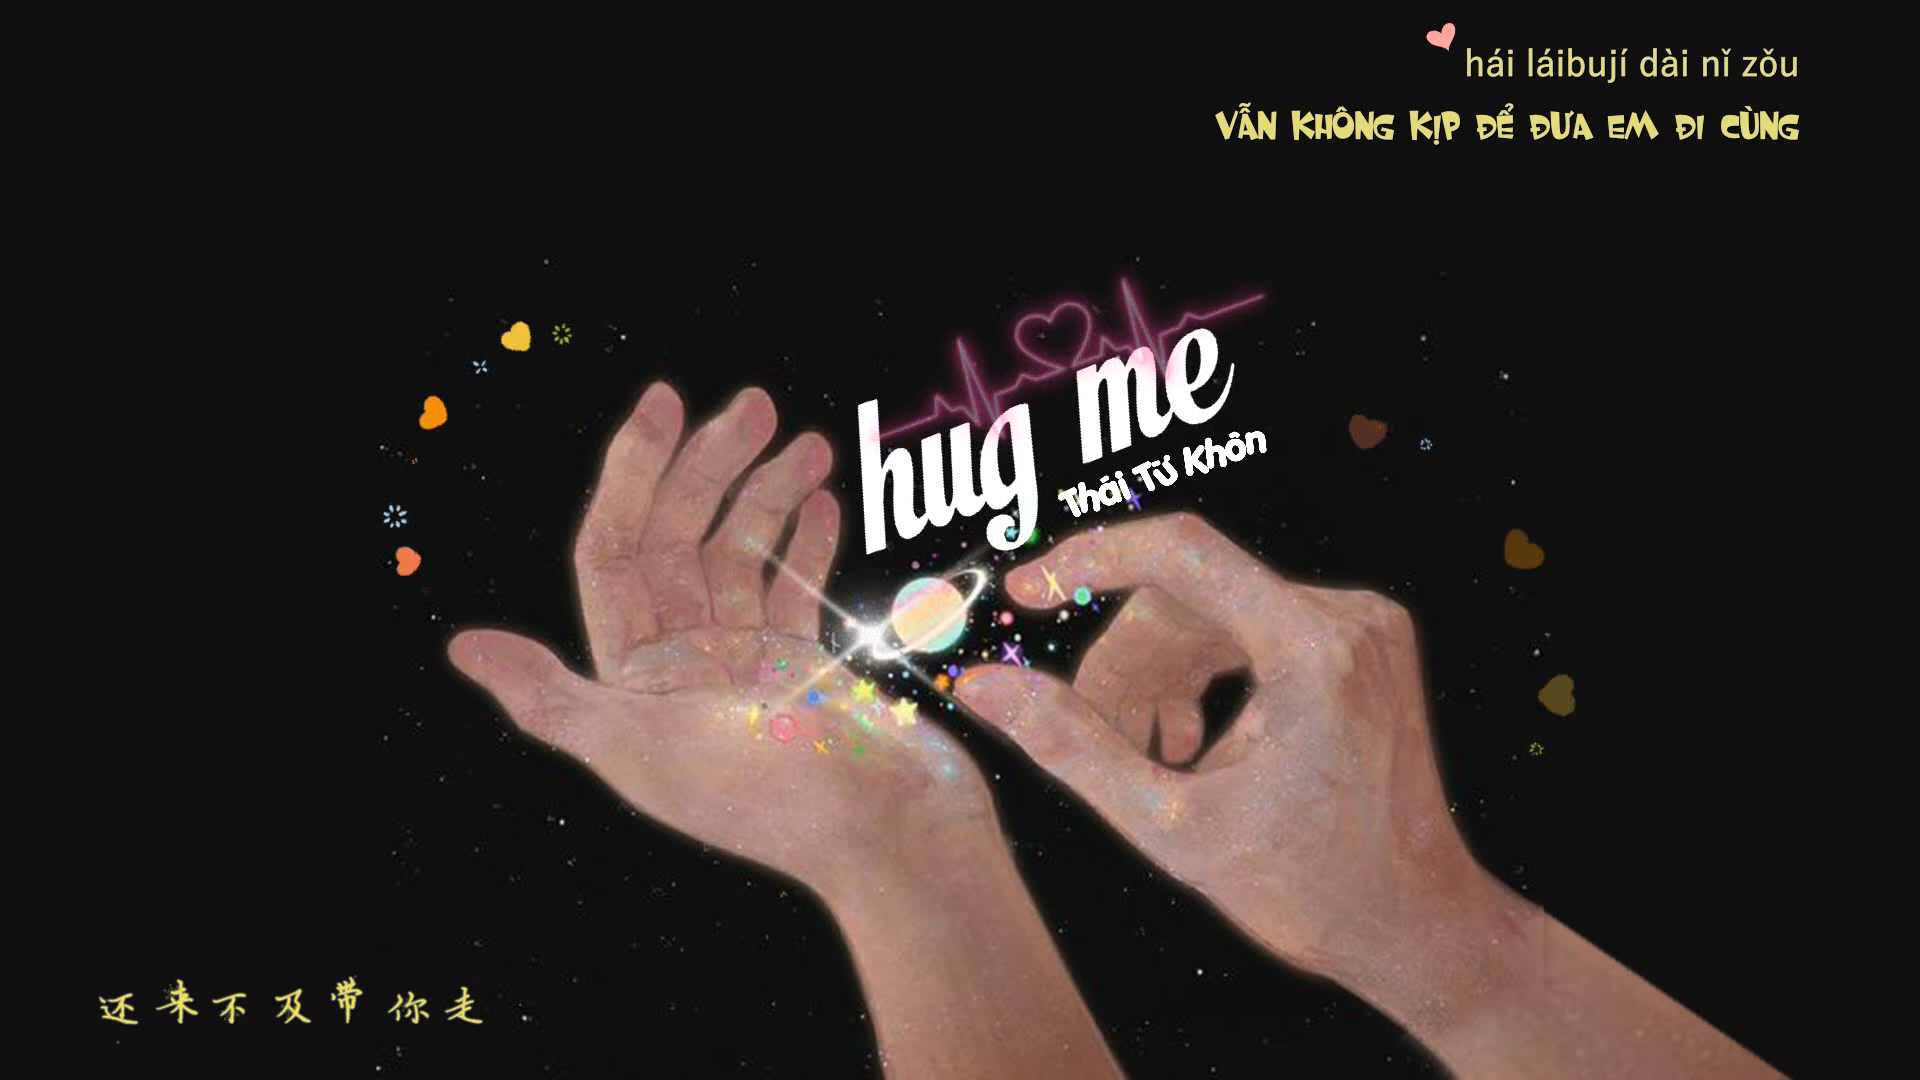 hái láibují dài nǐ zǒu
VẪN KHÔNG KỊP ĐỂ ĐƯA EM ĐI CÙNG
hug me
Thái Từ Khôn
还来不及带你走